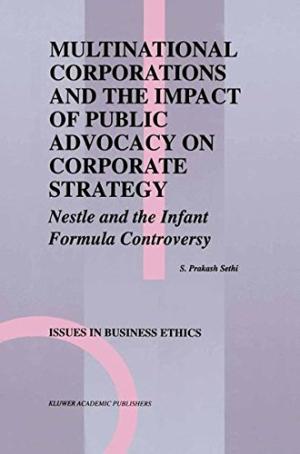 MULTINATIONAL
CORPORATIONS
AND THE IMPACT
OF PUBLIC
ADVOCACY ON
CORPORATE
STRATEGY
Nestle and the Infant
Formula Controversy
S. Prakash Sethi
ISSUES IN BUSINESS ETHICS
KLUWER ACADEMIC PUBLISHERS